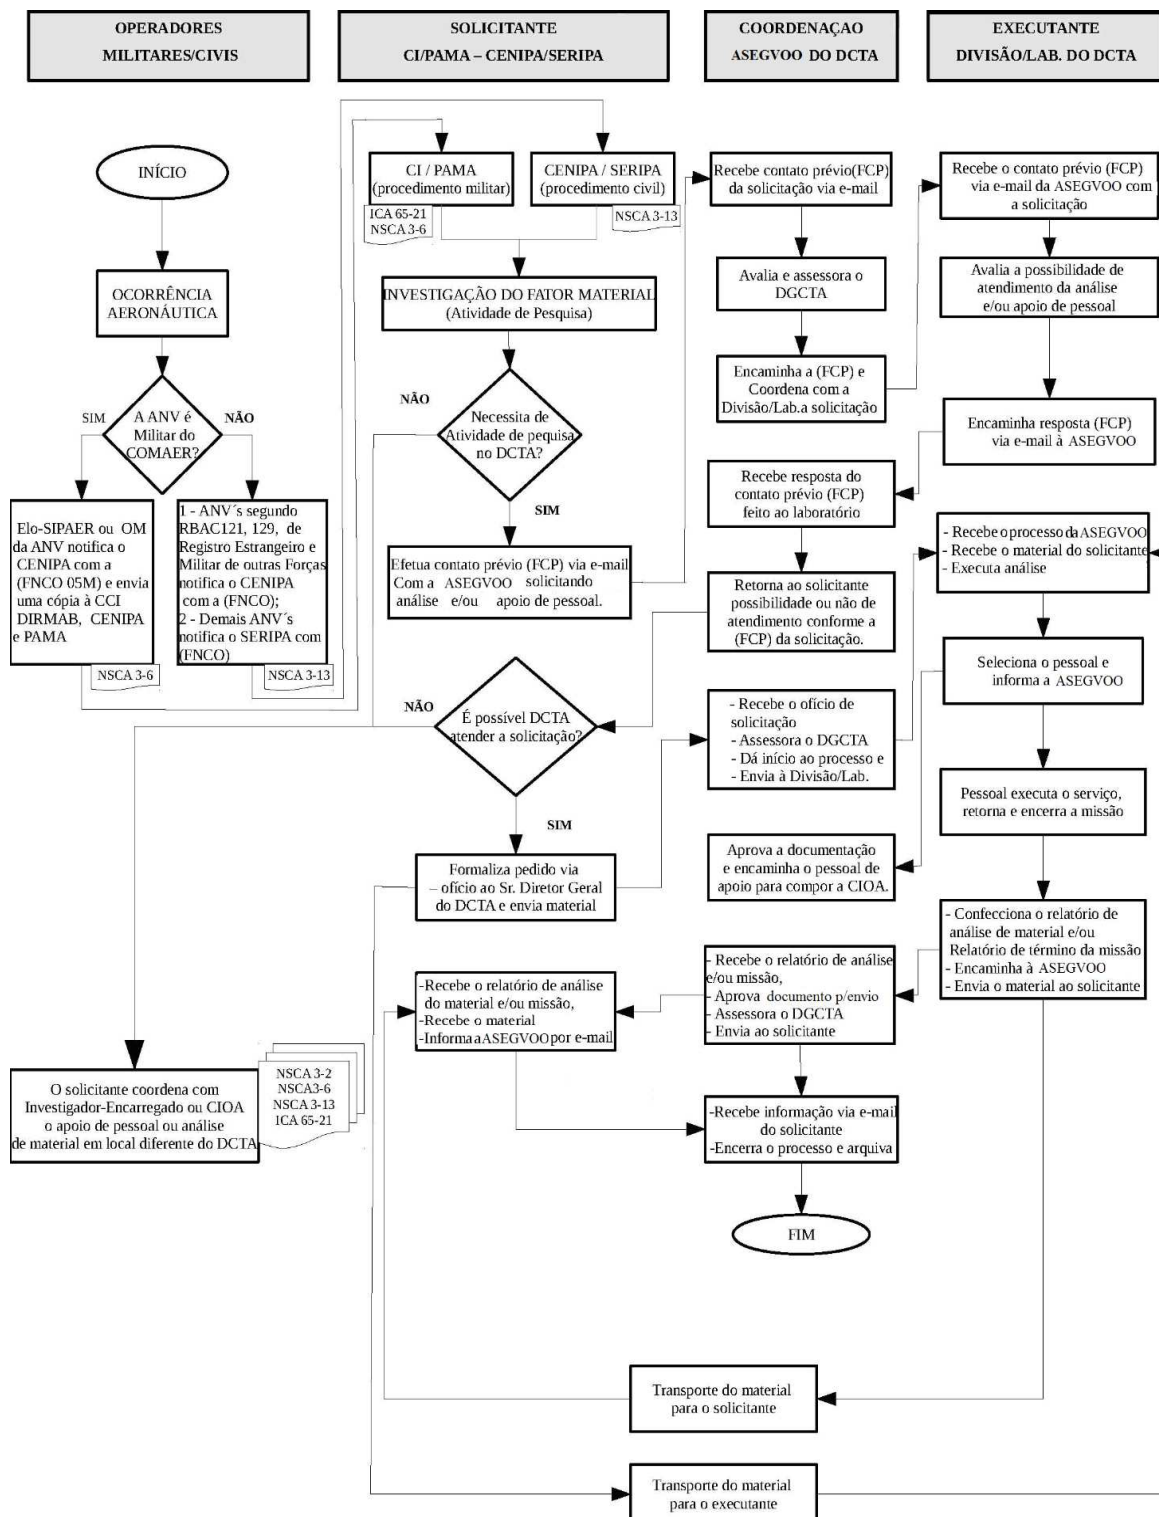 OPERADORES
MILITARES/CIVIS
SOLICITANTE
CI/PAMA – CENIPA/SERIPA
COORDENAÇAO
ASEGVOO DO DCTA
EXECUTANTE
DIVISÃO/LAB. DO DCTA
INÍCIO
OCORRÊNCIA
AERONÁUTICA
SIM
NÃO
A ANV é
Militar do
COMAER?
Elo-SIPAER ou OM
da ANV notifica o
CENIPA com a
(FNCO 05M) e envia
uma cópia à CCI
DIRMAB, CENIPA
e PAMA
NSCA 3-6
1 - ANV´s segundo
RBAC121, 129, de
Registro Estrangeiro e
Militar de outras Forças
notifica o CENIPA
com a (FNCO);
2 - Demais ANV´s
notifica o SERIPA com
(FNCO)
NSCA 3-13
O solicitante coordena com
Investigador-Encarregado ou CIOA
o apoio de pessoal ou análise
de material em local diferente do DCTA
NSCA 3-2
NSCA3-6
NSCA 3-13
ICA 65-21
CI / PAMA
(procedimento militar)
ICA 65-21
NSCA 3-6
CENIPA / SERIPA
(procedimento civil)
NSCA 3-13
INVESTIGAÇÃO DO FATOR MATERIAL
(Atividade de Pesquisa)
NÃO
Necessita de
Atividade de pequisa
no DCTA?
SIM
Efetua contato prévio (FCP) via e-mail
Com a ASEGVOO solicitando
análise e/ou apoio de pessoal.
NÃO
É possível DCTA
atender a solicitação?
SIM
Formaliza pedido via
– ofício ao Sr. Diretor Geral
do DCTA e envia material
-Recebe o relatório de análise
do material e/ou missão,
-Recebe o material
-Informa a ASEGVOO por e-mail
Recebe contato prévio(FCP)
da solicitação via e-mail
Avalia e assessora o
DGCTA
Encaminha a (FCP) e
Coordena com a
Divisão/Lab.a solicitação
Recebe resposta do
contato prévio (FCP)
feito ao laboratório
Retorna ao solicitante
possibilidade ou não de
atendimento conforme a
(FCP) da solicitação.
- Recebe o ofício de
solicitação
- Assessora o DGCTA
- Dá início ao processo e
- Envia à Divisão/Lab.
Aprova a documentação
e encaminha o pessoal de
apoio para compor a CIOA.
- Recebe o relatório de análise
e/ou missão,
- Aprova documento p/envio
- Assessora o DGCTA
- Envia ao solicitante
-Recebe informação via e-mail
do solicitante
-Encerra o processo e arquiva
FIM
Recebe o contato prévio (FCP)
via e-mail da ASEGVOO com
a solicitação
Avalia a possibilidade de
atendimento da análise
e/ou apoio de pessoal
Encaminha resposta (FCP)
via e-mail à ASEGVOO
- Recebe o processo da ASEGVOO
- Recebe o material do solicitante
- Executa análise
Seleciona o pessoal e
informa a ASEGVOO
Pessoal executa o serviço,
retorna e encerra a missão
- Confecciona o relatório de
análise de material e/ou
Relatório de término da missão
- Encaminha à ASEGVOO
- Envia o material ao solicitante
Transporte do material
para o solicitante
Transporte do material
para o executante